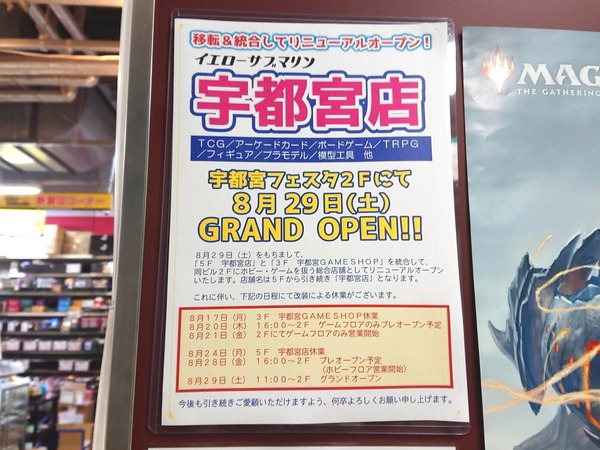 移転＆統合してリニューアルオープン！
イエローサブマリン
宇都宮店
TCG／アーケードカード／ボードゲーム／TRPG
／フィギュア／プラモデル／模型工具　他
宇都宮フェスタ2Fにて
8月29日(土)
GRAND OPEN!!
8月29日（土）をもちまして、
「5F　宇都宮店」と「3F　宇都宮GAMESHOP」を統合して、
同ビル2Fにホビー・ゲームを扱う総合店舗としてリニューアルオープン
いたします。店舗名は5Fから引き続き「宇都宮店」となります。
これに伴い、下記の日程にて改装による休業がございます。
8月17日（月）　3F　宇都宮GAMESHOP休業
8月20日（木）　16:00～2F　ゲームフロアのみプレオープン予定
8月21日（金）　2Fにてゲームフロアのみ営業開始
8月24日（月）　5F　宇都宮店休業
8月28日（金）　16:00～2F　プレオープン予定
（ホビーフロア営業開始）
8月29日（土）　11:00～2F　グランドオープン
今後も引き続きご愛顧いただけますよう、何卒よろしくお願い申し上げます。
MAG
THE GATHERING